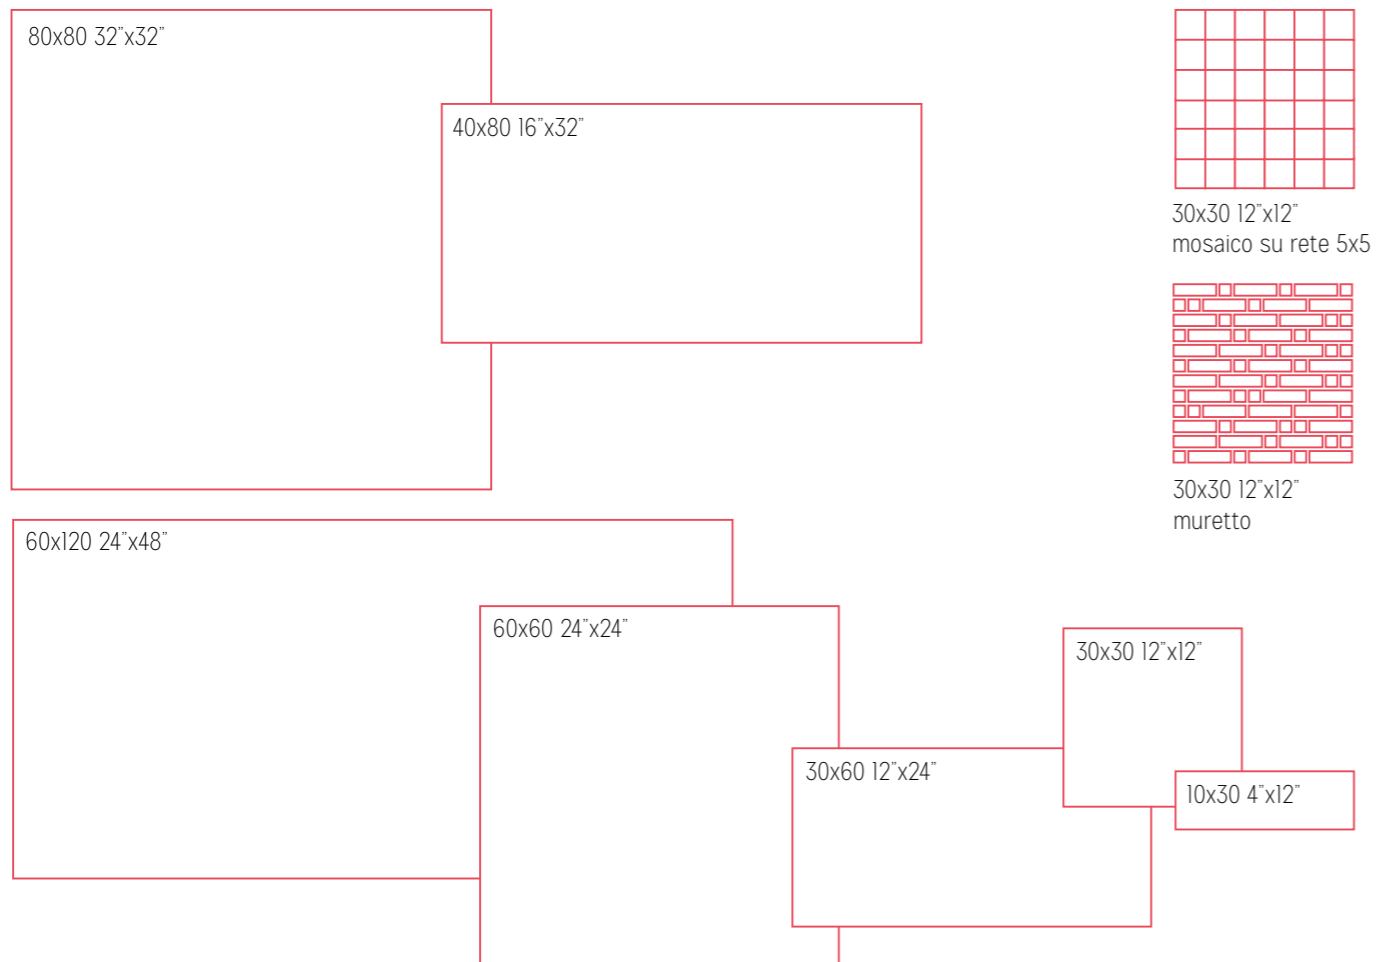 80x80 32”x32”
40x80 16”x32”
30x30 12”x12”
mosaico su rete 5x5
30x30 12”x12”
muretto
60x120 24”x48”
60x60 24”x24”
30x60 12”x24”
30x30 12”x12”
10x30 4”x12”